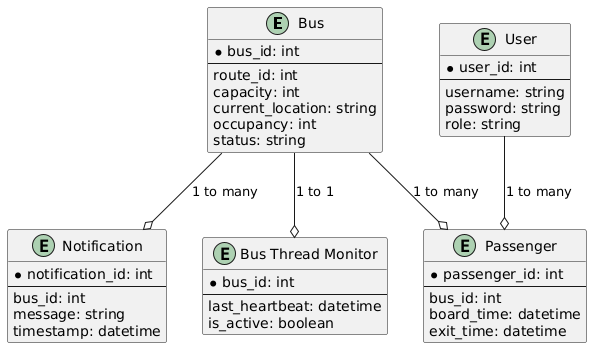 E Bus
* bus_id: int
route_id: int
capacity: int
current_location: string
occupancy: int
status: string
E User
* user_id: int
username: string
password: string
role: string
1 to many
1 to 1
1 to many
1 to many
E Notification
* notification_id: int
bus_id: int
message: string
timestamp: datetime
E Bus Thread Monitor
* bus_id: int
last_heartbeat: datetime
is_active: boolean
E Passenger
* passenger_id: int
bus_id: int
board_time: datetime
exit_time: datetime